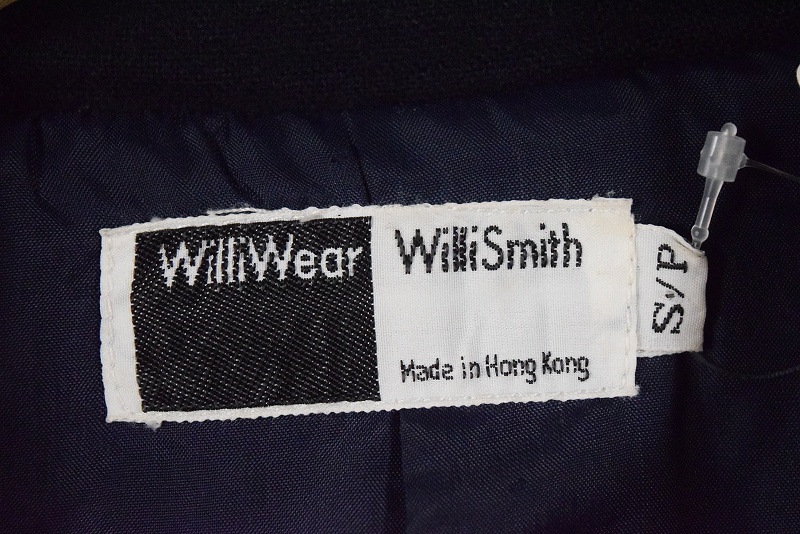 WilliWear
WilliSmith
Made in Hong Kong
S/P